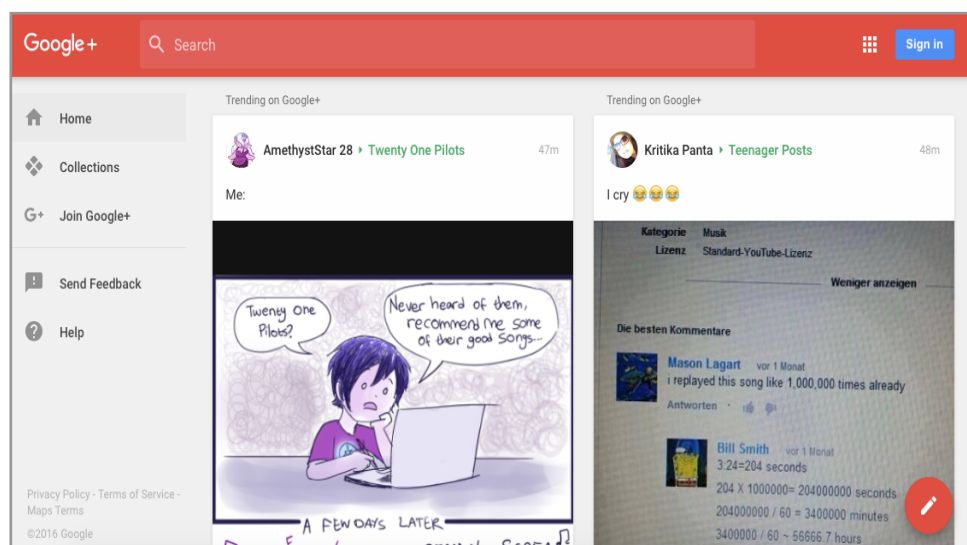 Google+
Search
Sign in
Home
Collections
Join Google+
Send Feedback
Help
Privacy Policy - Terms of Service -
Maps Terms
©2016 Google
Trending on Google+
AmethystStar 28 Twenty One Pilots 47m
Me:
Twenty One
Pilots?
Never heard of them,
recommend me some
of their good songs...
A FEW DAYS LATER
Trending on Google+
Kritika Panta Teenager Posts 48m
I cry 😂😂😂
Kategorie Musik
Lizenz Standard-YouTube-Lizenz
Weniger anzeigen
Die besten Kommentare
Mason Lagart vor 1 Monat
i replayed this song like 1,000,000 times already
Antworten ·
Bill Smith vor 1 Monat
3:24=204 seconds
204 X 1000000= 204000000 seconds
204000000 / 60 = 3400000 minutes
3400000 / 60 ~ 56666.7 hours